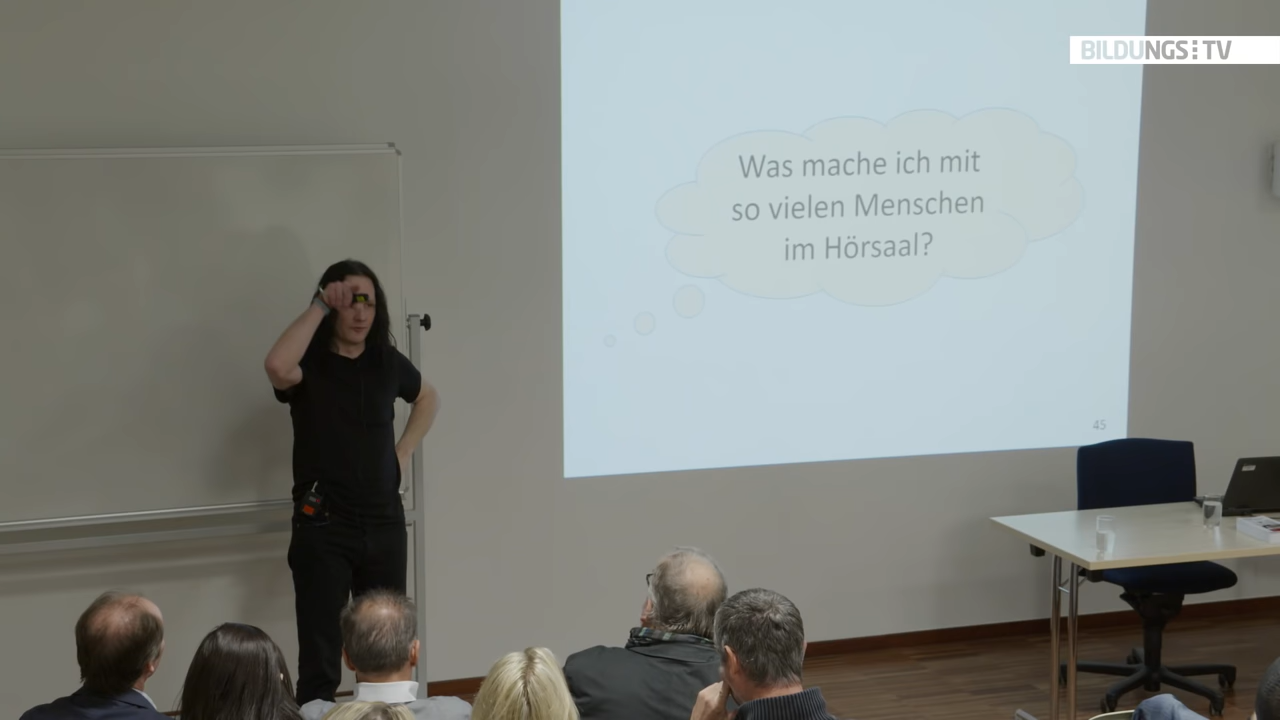 BILDUNGS TV
Was mache ich mit
so vielen Menschen
im Hörsaal?
45